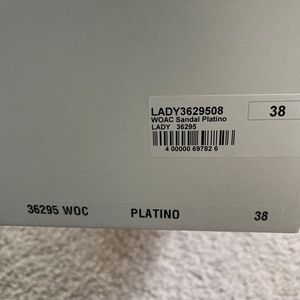 LADY3629508
38
WOAC Sandal Platino
LADY 36295
4 00000 69782 6
36295 WOC PLATINO 38